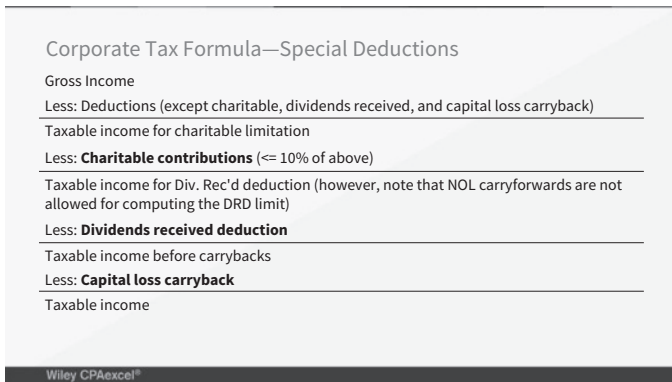 Corporate Tax Formula—Special Deductions
Gross Income
Less: Deductions (except charitable, dividends received, and capital loss carryback)
Taxable income for charitable limitation
Less: Charitable contributions (<= 10% of above)
Taxable income for Div. Rec'd deduction (however, note that NOL carryforwards are not
allowed for computing the DRD limit)
Less: Dividends received deduction
Taxable income before carrybacks
Less: Capital loss carryback
Taxable income
Wiley CPAexcel®